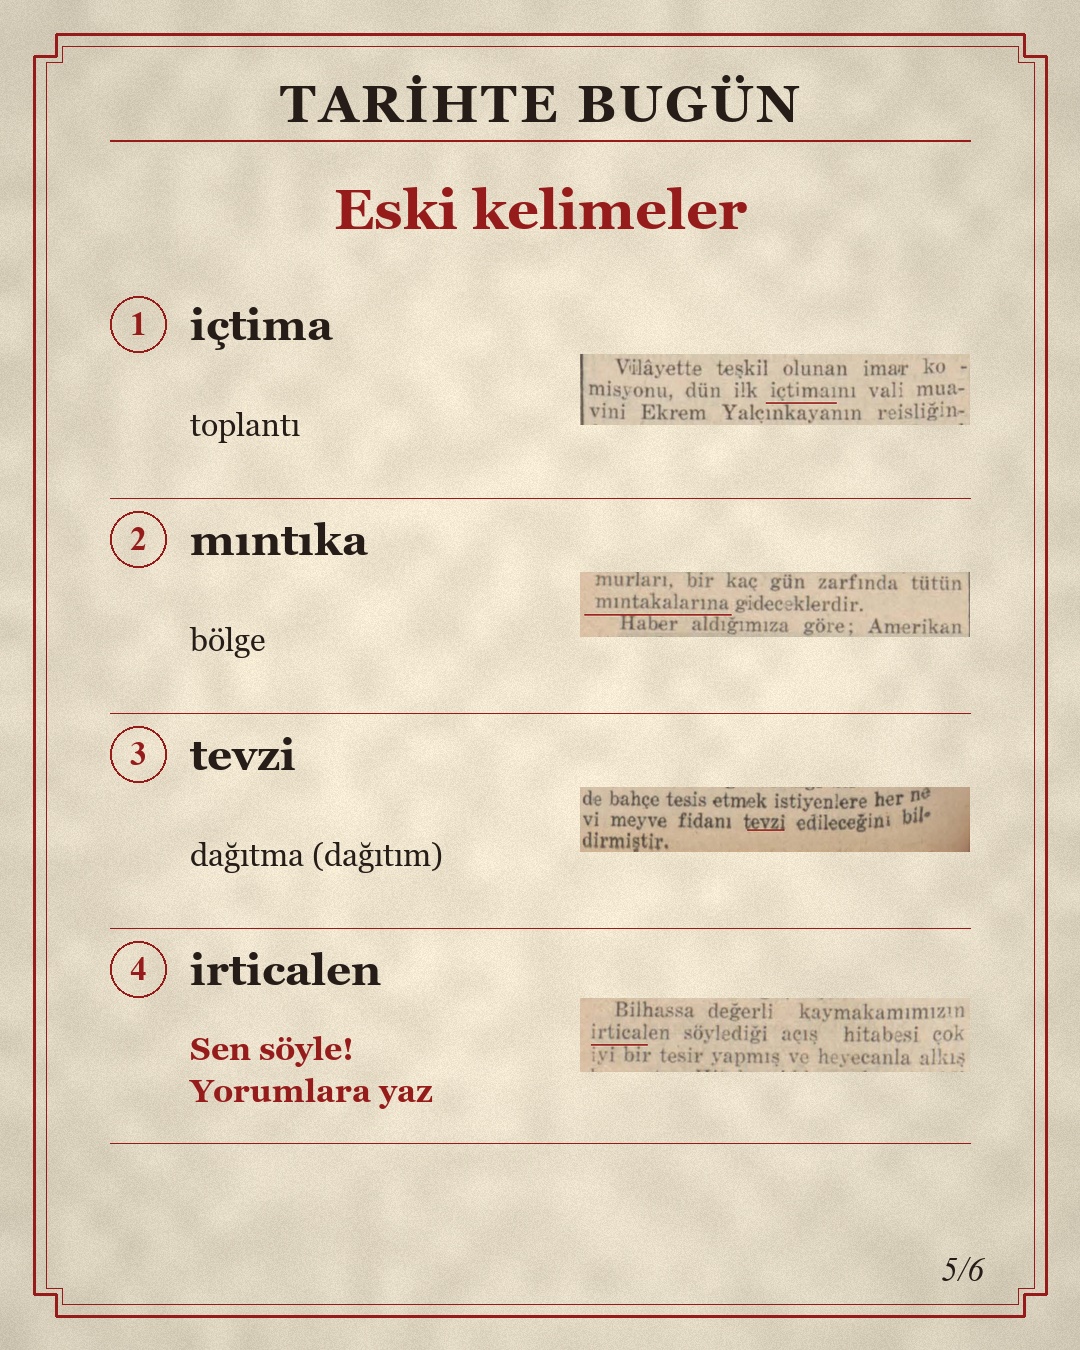 TARİHTE BUGÜN
Eski kelimeler
1 içtima
toplantı
Vilâyette teşkil olunan imar ko -
misyonu, dün ilk içtimaını vali mua-
vini Ekrem Yalçınkayanın reisliğin-
2 mıntıka
bölge
murları, bir kaç gün zarfında tütün
mıntakalarına gideceklerdir.
Haber aldığımıza göre; Amerikan
3 tevzi
dağıtma (dağıtım)
de bahçe tesis etmek istiyenlere her ne
vi meyve fidanı tevzi edileceğini bil-
dirmiştir.
4 irticalen
Sen söyle!
Yorumlara yaz
Bilhassa değerli kaymakamımızın
irticalen söylediği açış hitabesi çok
iyi bir tesir yapmış ve heyecanla alkış
5/6